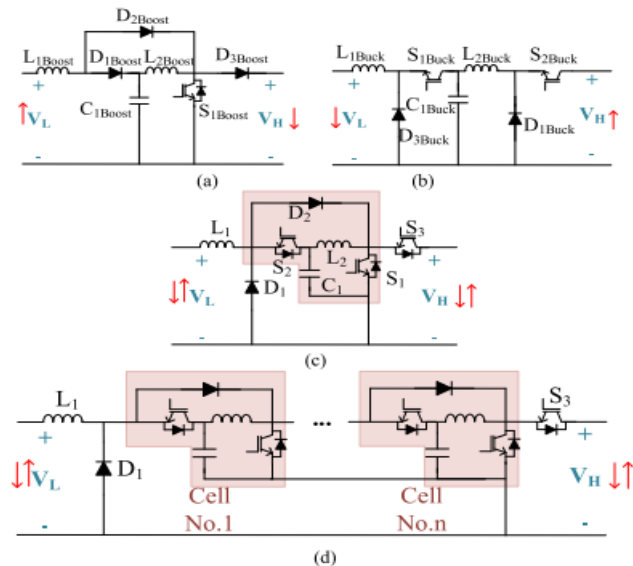 D2Boost
L1Boost D1Boost L2Boost D3Boost
+ C1Boost S1Boost +
VL VH
- -
(a)
L1Buck S1Buck L2Buck S2Buck
+ C1Buck +
VL D3Buck D1Buck VH
- -
(b)
D2
L1 S3
+ S2 L2 S1 +
VL D1 C1 VH
- -
(c)
L1 ... S3
+ +
VL D1 VH
Cell Cell
No.1 No.n
- -
(d)